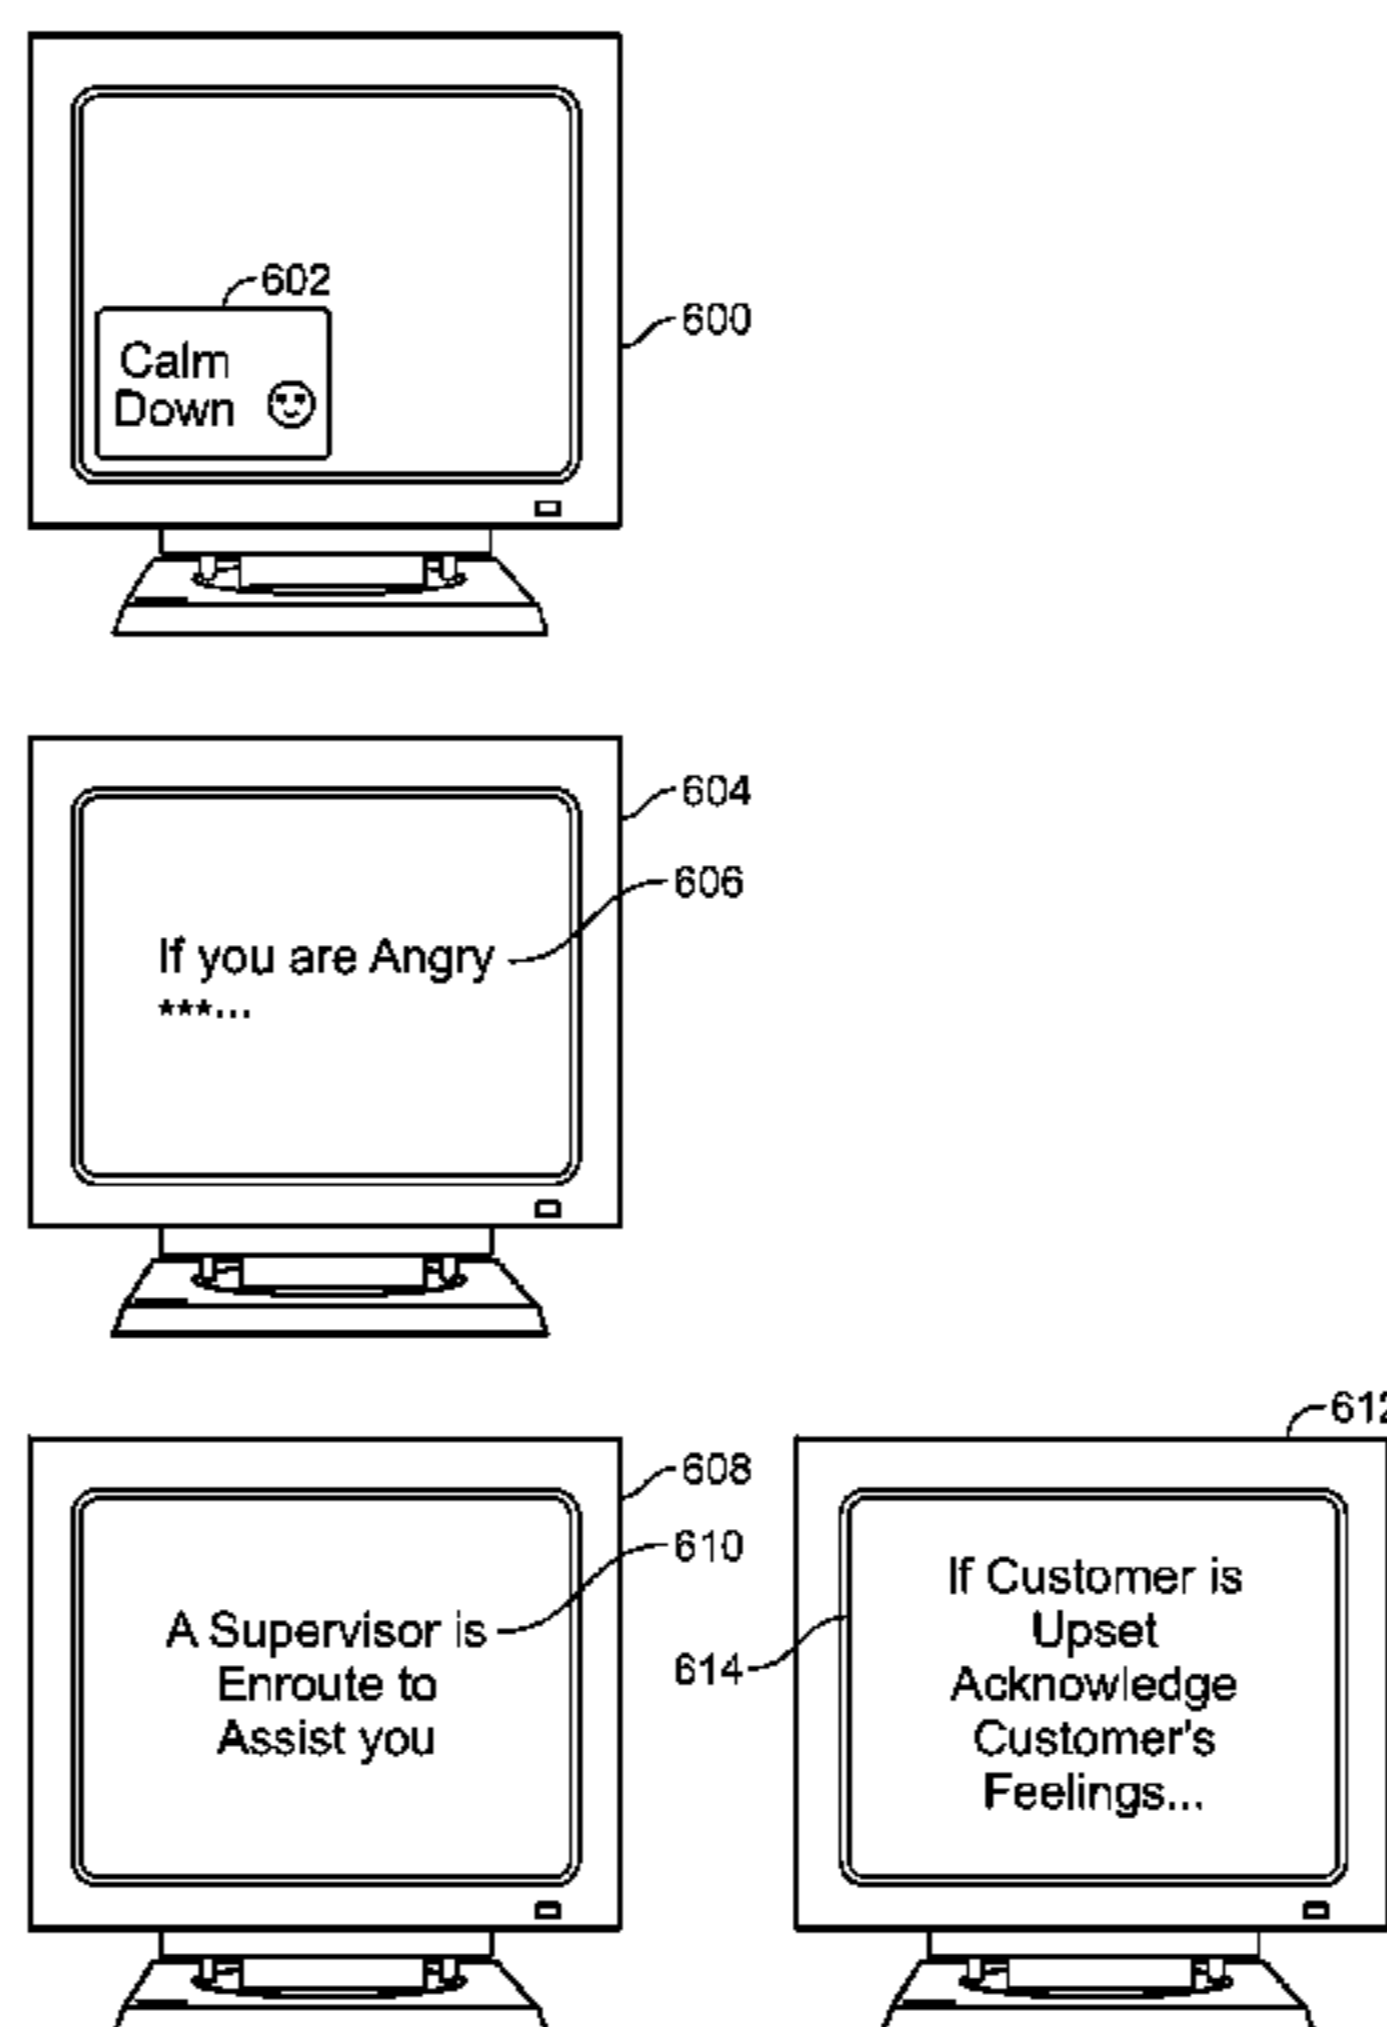 602
600
Calm
Down
604
606
If you are Angry
***...
612
608
610
A Supervisor is
Enroute to
Assist you
614
If Customer is
Upset
Acknowledge
Customer's
Feelings...